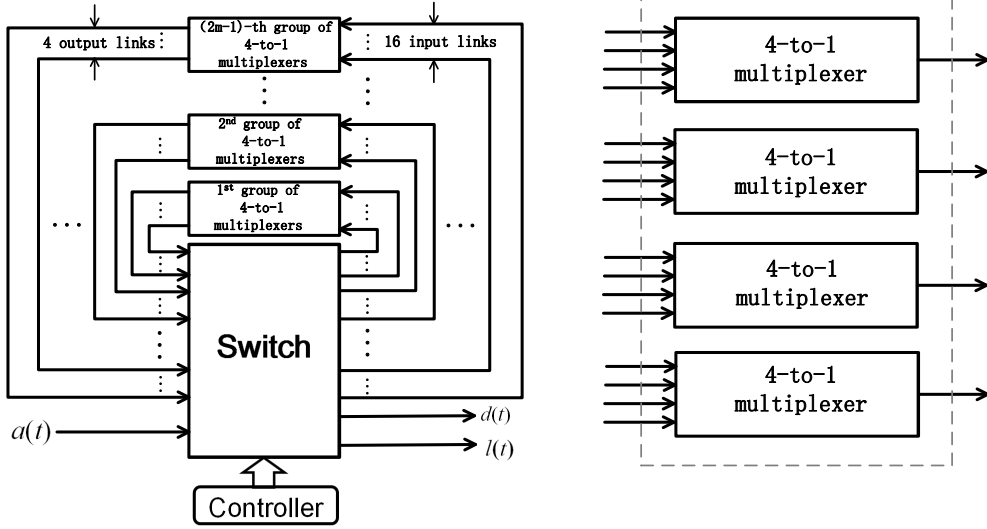 (2m-1)-th group of
4-to-1
multiplexers
4 output links
16 input links
2nd group of
4-to-1
multiplexers
1st group of
4-to-1
multiplexers
Switch
a(t)
d(t)
l(t)
Controller
4-to-1
multiplexer
4-to-1
multiplexer
4-to-1
multiplexer
4-to-1
multiplexer